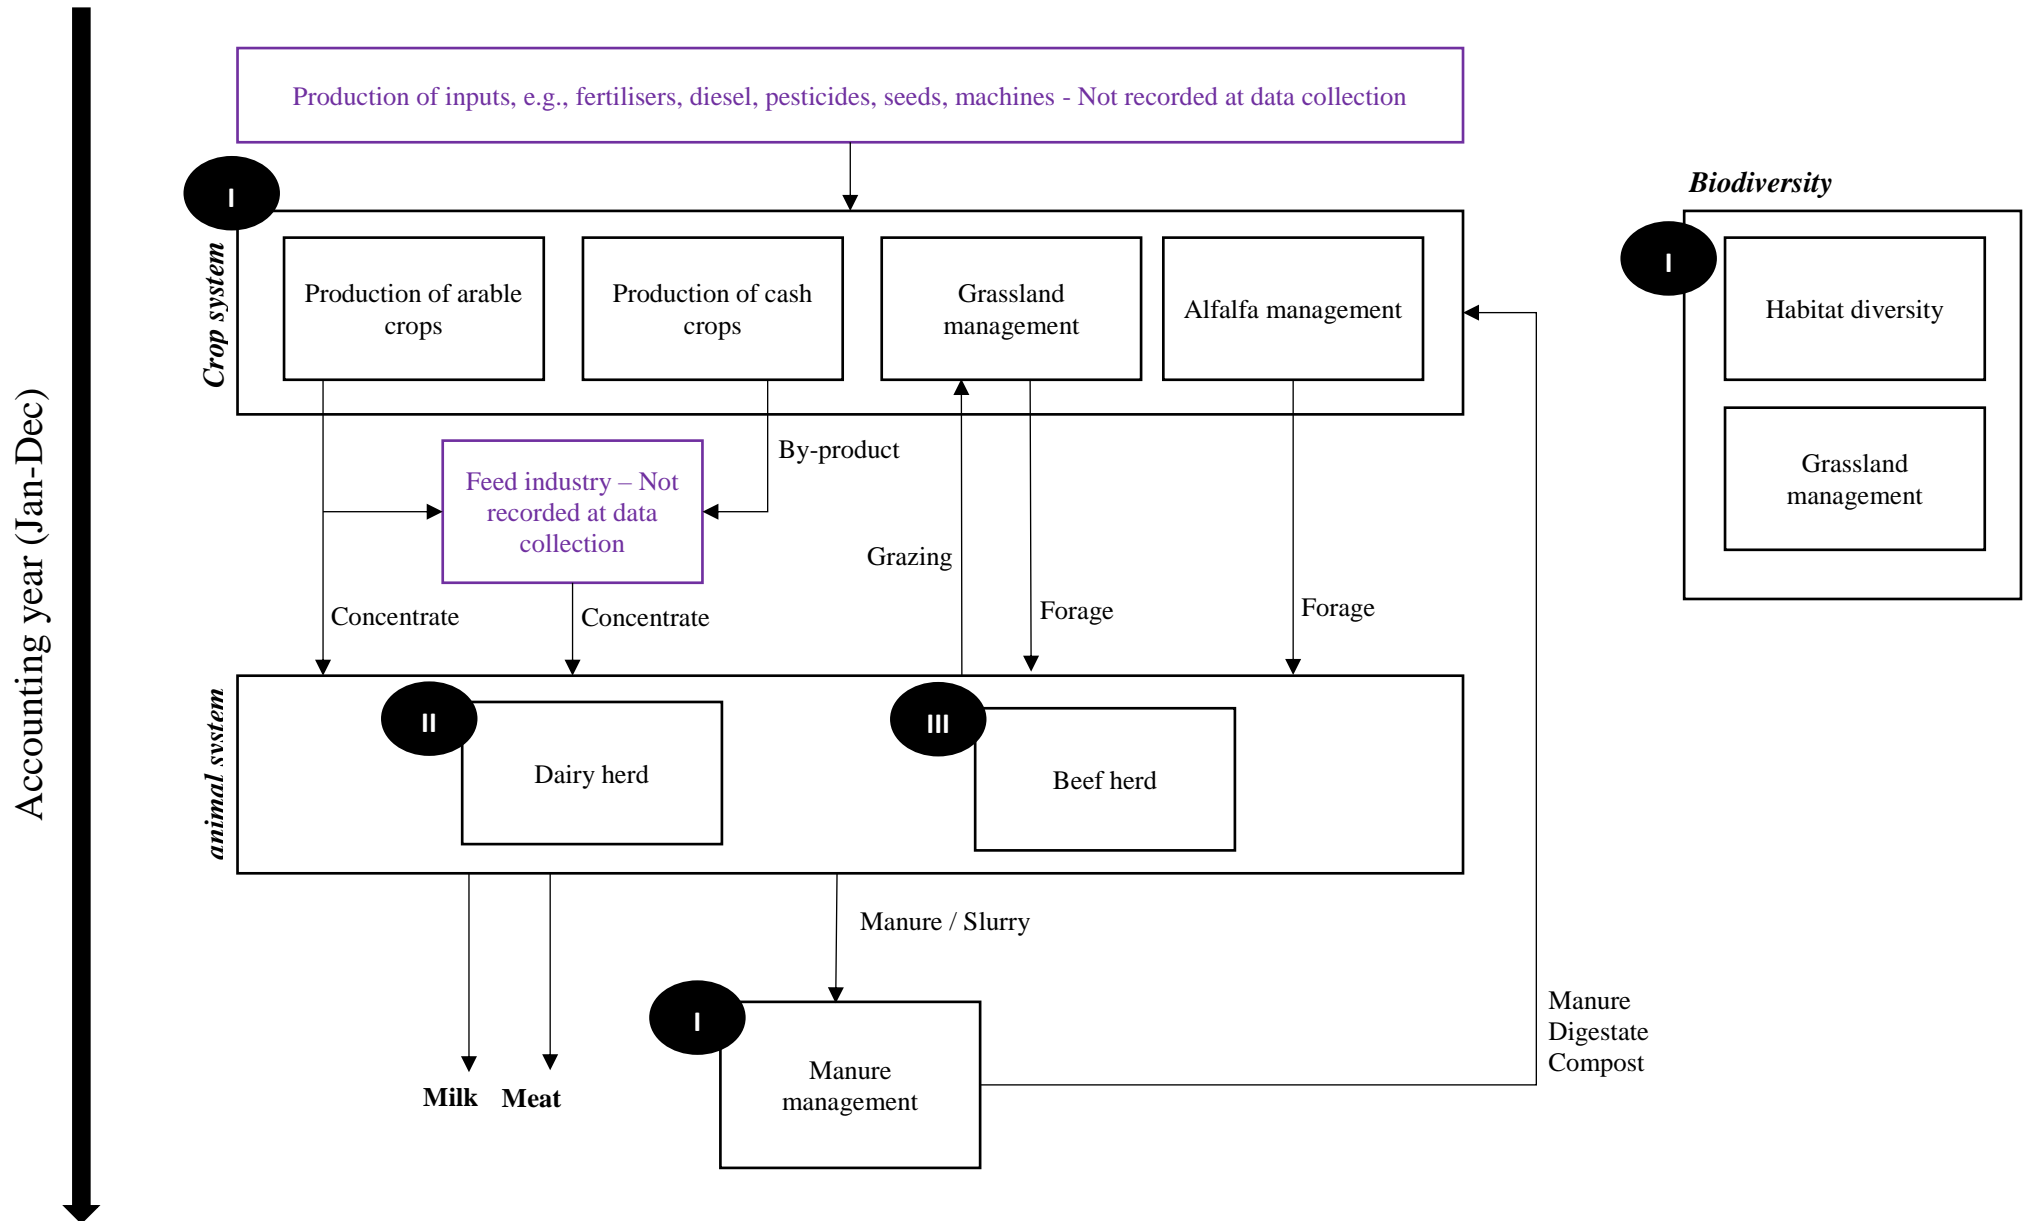 Accounting year (Jan-Dec)
Production of inputs, e.g., fertilisers, diesel, pesticides, seeds, machines - Not recorded at data collection
I
Crop system
Production of arable
crops
Production of cash
crops
Grassland
management
Alfalfa management
Biodiversity
I
Habitat diversity
Grassland
management
By-product
Feed industry – Not
recorded at data
collection
Grazing
Concentrate
Concentrate
Forage
Forage
animal system
II
Dairy herd
III
Beef herd
Manure / Slurry
I
Manure
management
Manure
Digestate
Compost
Milk
Meat